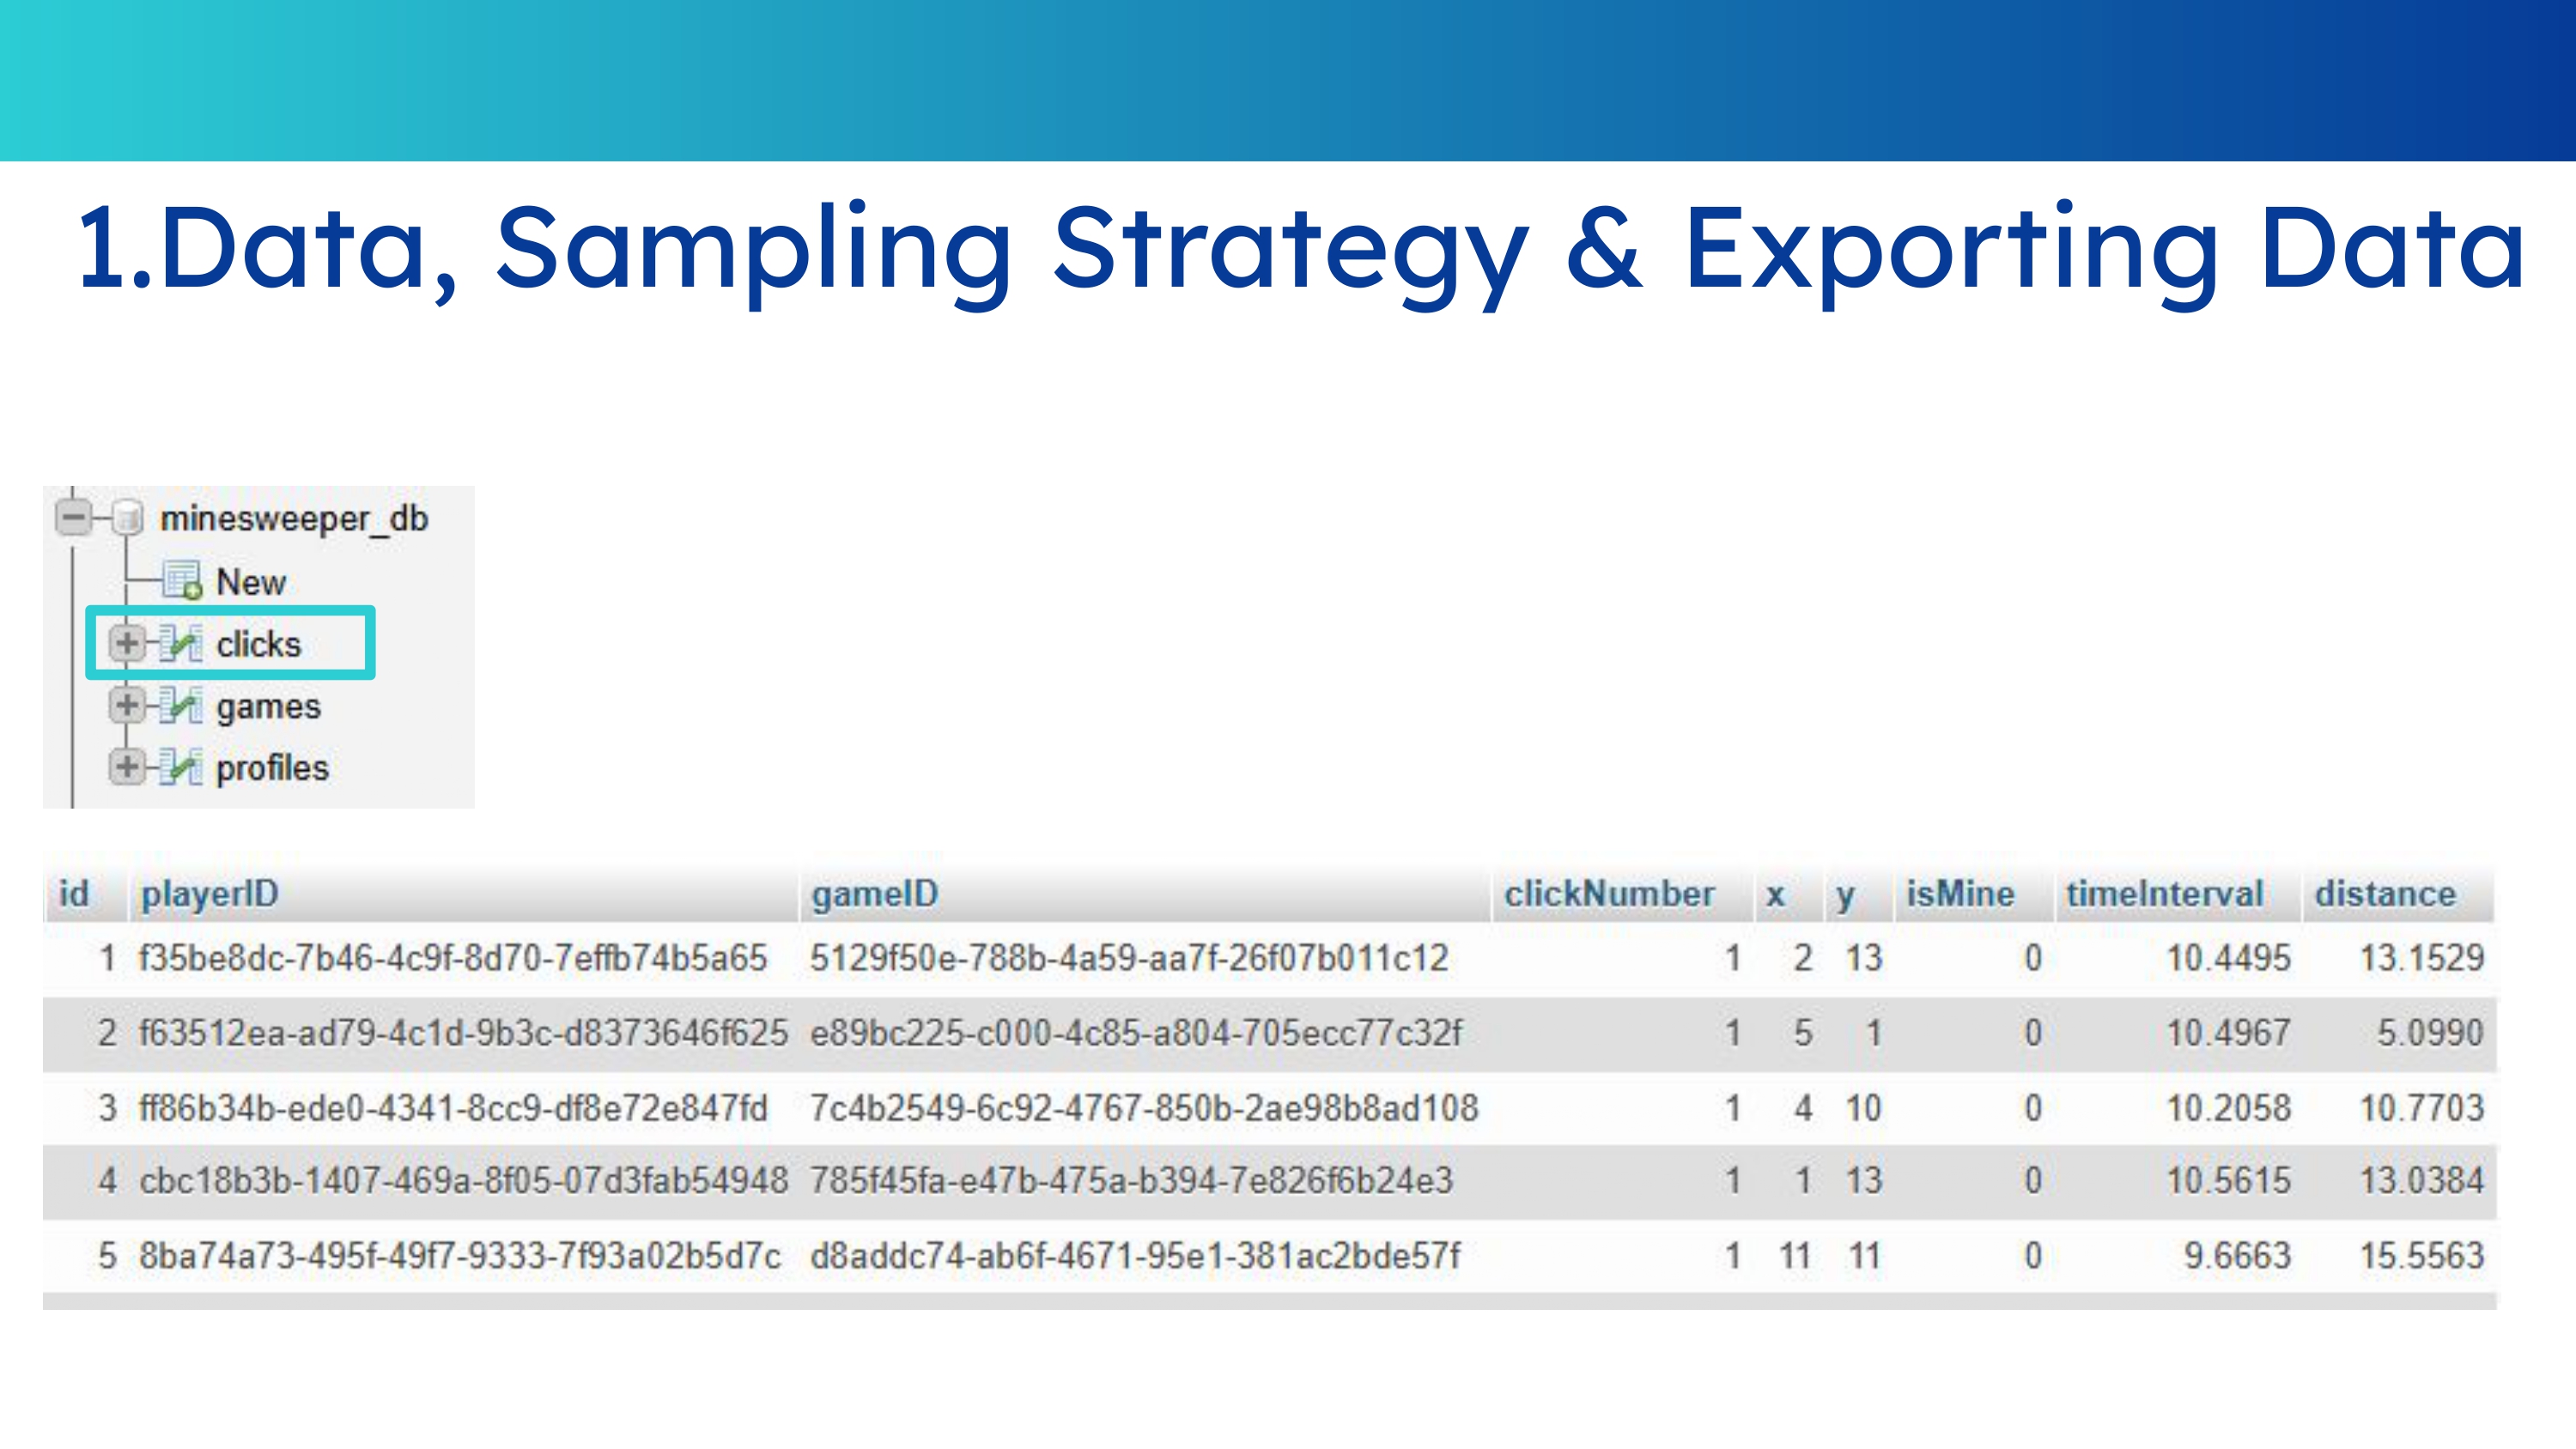 1.Data, Sampling Strategy & Exporting Data
minesweeper_db
New
clicks
games
profiles
id playerID gameID clickNumber x y isMine timeInterval distance
1 f35be8dc-7b46-4c9f-8d70-7effb74b5a65 5129f50e-788b-4a59-aa7f-26f07b011c12 1 2 13 0 10.4495 13.1529
2 f63512ea-ad79-4c1d-9b3c-d8373646f625 e89bc225-c000-4c85-a804-705ecc77c32f 1 5 1 0 10.4967 5.0990
3 ff86b34b-ede0-4341-8cc9-df8e72e847fd 7c4b2549-6c92-4767-850b-2ae98b8ad108 1 4 10 0 10.2058 10.7703
4 cbc18b3b-1407-469a-8f05-07d3fab54948 785f45fa-e47b-475a-b394-7e826f6b24e3 1 1 13 0 10.5615 13.0384
5 8ba74a73-495f-49f7-9333-7f93a02b5d7c d8addc74-ab6f-4671-95e1-381ac2bde57f 1 11 11 0 9.6663 15.5563